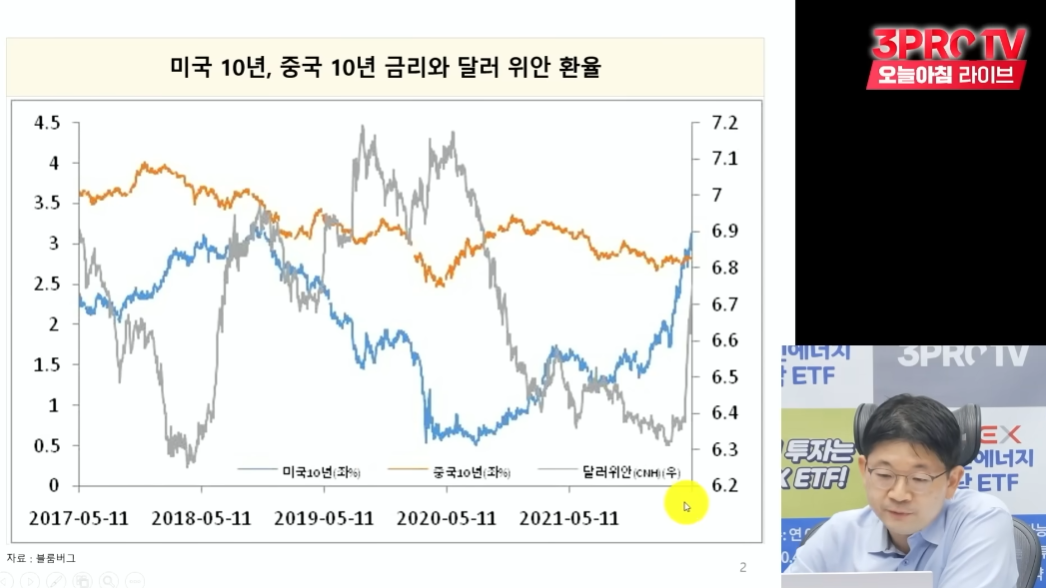 미국 10년, 중국 10년 금리와 달러 위안 환율
4.5
4
3.5
3
2.5
2
1.5
1
0.5
0
7.2
7.1
7
6.9
6.8
6.7
6.6
6.5
6.4
6.3
6.2
미국10년(좌%)
중국10년(좌%)
달러위안(CNH)(우)
2017-05-11
2018-05-11
2019-05-11
2020-05-11
2021-05-11
자료 : 블룸버그
2
3PRO TV
오늘아침 라이브
에너지
ETF
3PRO TV
투자는
ETF!
EX
에너지
ETF